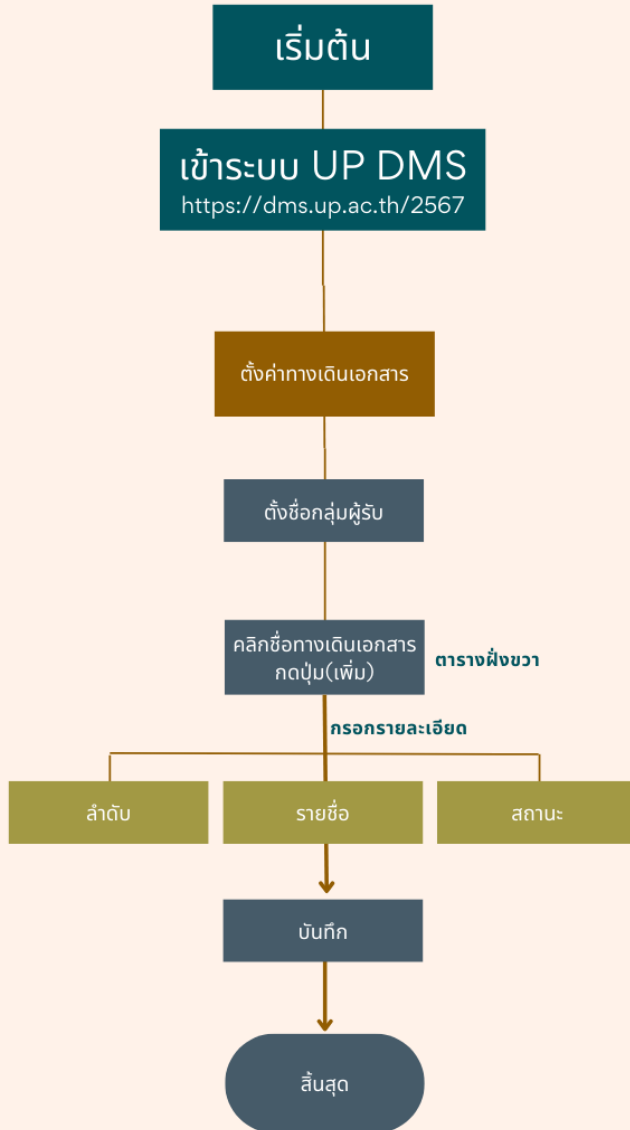 เริ่มต้น
เข้าระบบ UP DMS
https://dms.up.ac.th/2567
ตั้งค่าทางเดินเอกสาร
ตั้งชื่อกลุ่มผู้รับ
คลิกชื่อทางเดินเอกสาร
กดปุ่ม(เพิ่ม)
ตารางฝั่งขวา
กรอกรายละเอียด
ลำดับ
รายชื่อ
สถานะ
บันทึก
สิ้นสุด